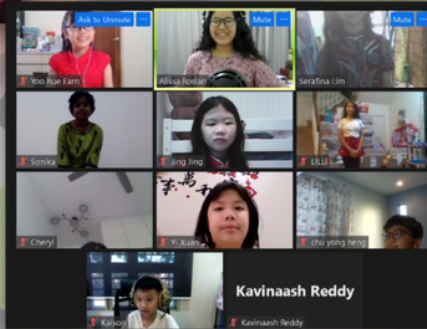 Ask to Unmute ...
Mute ...
Mute ...
Yoo Rue Earn
Alissa Roslan
Serafina Lim
Sonika
Jing Jing
LILLI
Cheryl
Yi Xuan
chu yong heng
Kaison
Kavinaash Reddy
Kavinaash Reddy